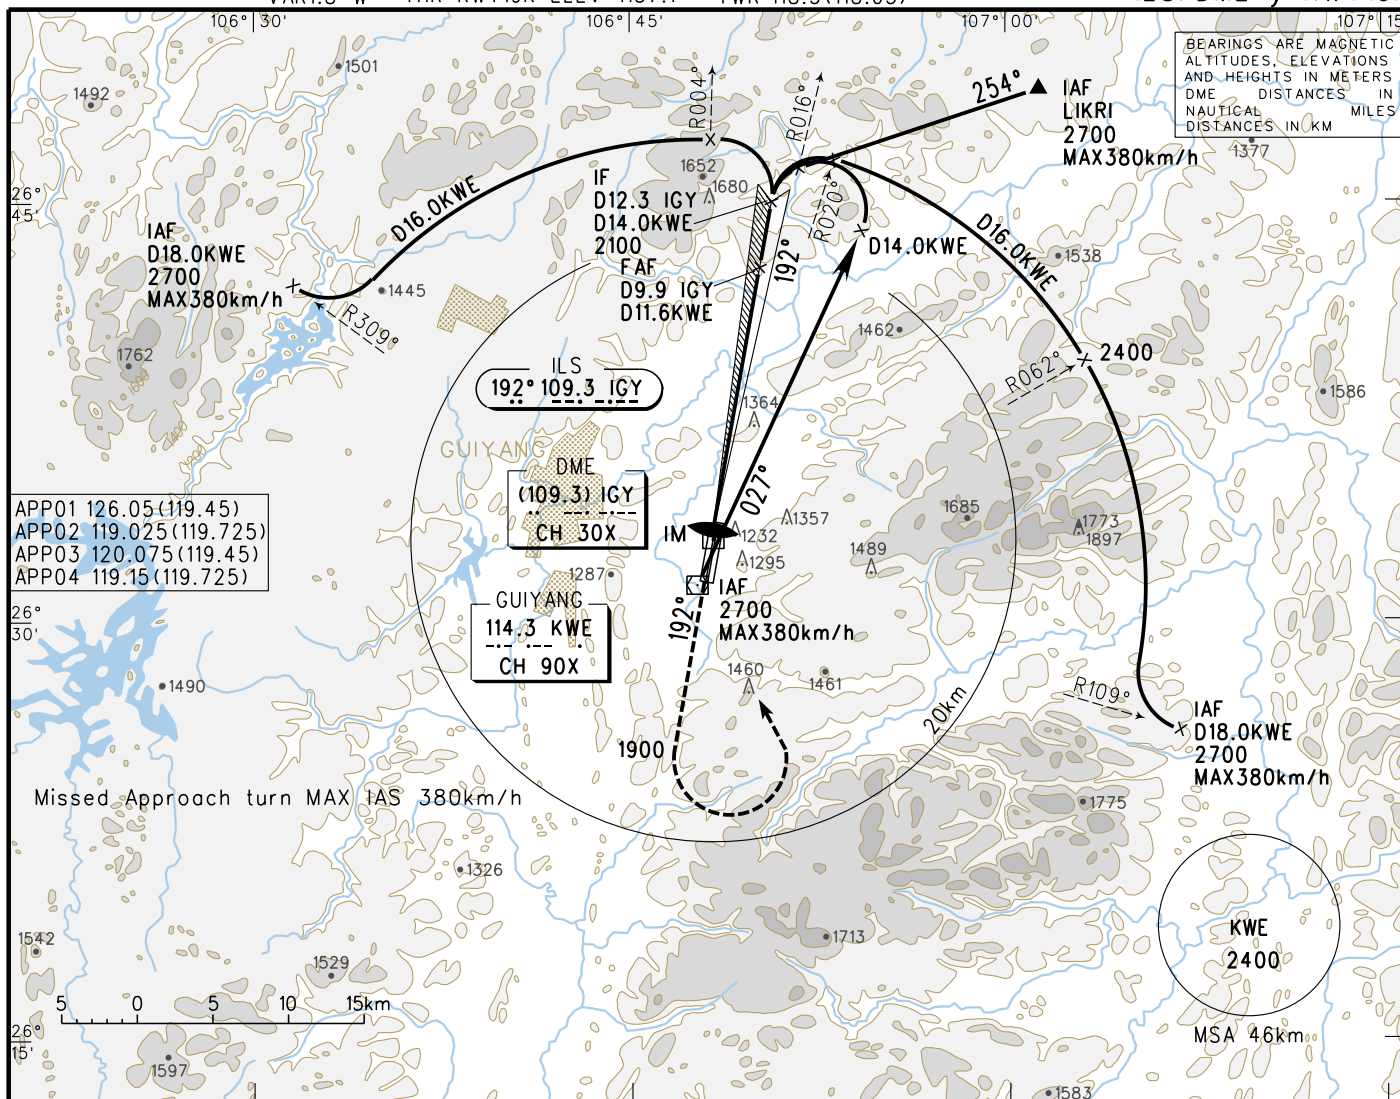 106° 30'
106° 45'
107° 00'
BEARINGS ARE MAGNETIC
ALTITUDES, ELEVATIONS
AND HEIGHTS IN METERS
DME DISTANCES IN
NAUTICAL MILES
DISTANCES IN KM
1501
1492
R004°
R016°
254°
IAF
LIKRI
2700
MAX380km/h
1377
26°
45'
1652
1680
IF
D12.3 IGY
D14.0KWE
2100
FAF
D9.9 IGY
D11.6KWE
D16.0KWE
IAF
D18.0KWE
2700
MAX380km/h
R020°
D14.0KWE
192°
D16.0KWE
1538
1445
R309°
1462
2400
R062°
1762
1600
1400
1200
ILS
192° 109.3 IGY
1364
1586
GUIYANG
DME
(109.3) IGY
CH 30X
027°
APP01 126.05(119.45)
APP02 119.025(119.725)
APP03 120.075(119.45)
APP04 119.15(119.725)
IM
1232
1357
1295
1489
1685
1773
1897
1287
IAF
2700
MAX380km/h
192°
26°
30'
GUIYANG
114.3 KWE
CH 90X
1460
1461
1490
R109°
20km
IAF
D18.0KWE
2700
MAX380km/h
1900
Missed Approach turn MAX IAS 380km/h
1775
1326
KWE
2400
MSA 46km
1542
1529
1713
5 0 5 10 15km
26°
15'
1597
1583